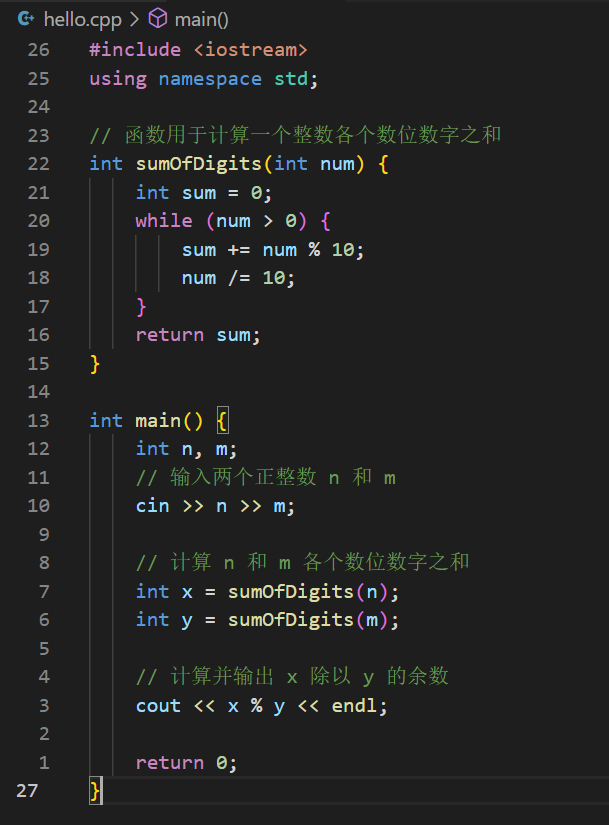 hello.cpp > main()
26 #include <iostream>
25 using namespace std;
24
23 // 函数用于计算一个整数各个数位数字之和
22 int sumOfDigits(int num) {
21     int sum = 0;
20     while (num > 0) {
19         sum += num % 10;
18         num /= 10;
17     }
16     return sum;
15 }
14
13 int main() {
12     int n, m;
11     // 输入两个正整数 n 和 m
10     cin >> n >> m;
9
8     // 计算 n 和 m 各个数位数字之和
7     int x = sumOfDigits(n);
6     int y = sumOfDigits(m);
5
4     // 计算并输出 x 除以 y 的余数
3     cout << x % y << endl;
2
1     return 0;
27 }